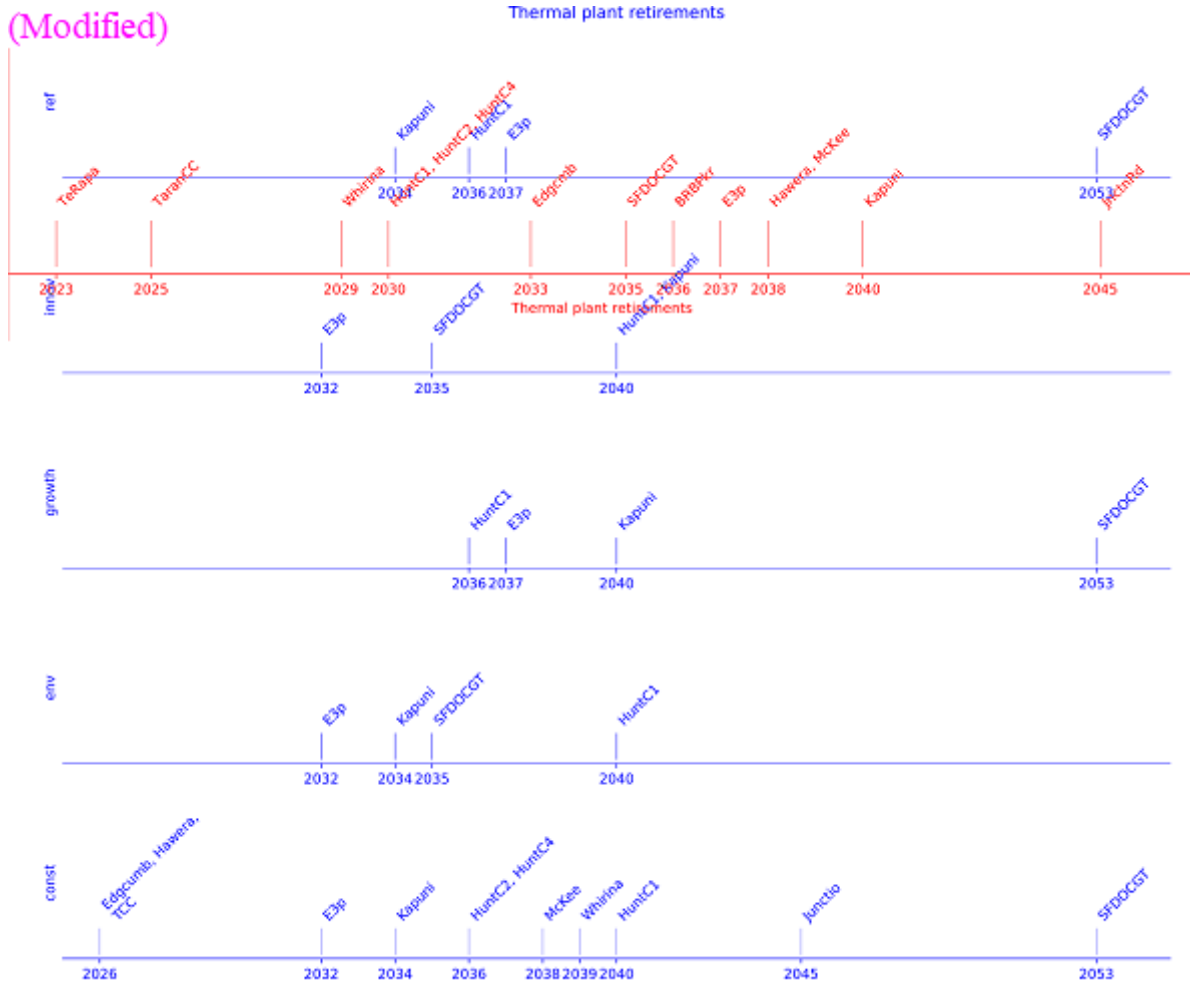 (Modified)
Thermal plant retirements
ref
Kapuni
HuntC1
E3p
SFDOCGT
2034
2036
2037
2053
TeRapa
TaranCC
Whirina
HuntC1, HuntC2, HuntC4
Edgcmb
SFDOCGT
BRBPkr
E3p
Hawera, McKee
Kapuni
JnctnRd
2023
2025
2029
2030
2033
2035
2036
2037
2038
2040
2045
Thermal plant retirements
innov
E3p
SFDOCGT
HuntC1, Kapuni
2032
2035
2040
growth
HuntC1
E3p
Kapuni
SFDOCGT
2036
2037
2040
2053
env
E3p
Kapuni
SFDOCGT
HuntC1
2032
2034
2035
2040
const
Edgcumb, Hawera,
TCC
E3p
Kapuni
HuntC2, HuntC4
McKee
Whirina
HuntC1
Junctio
SFDOCGT
2026
2032
2034
2036
2038
2039
2040
2045
2053